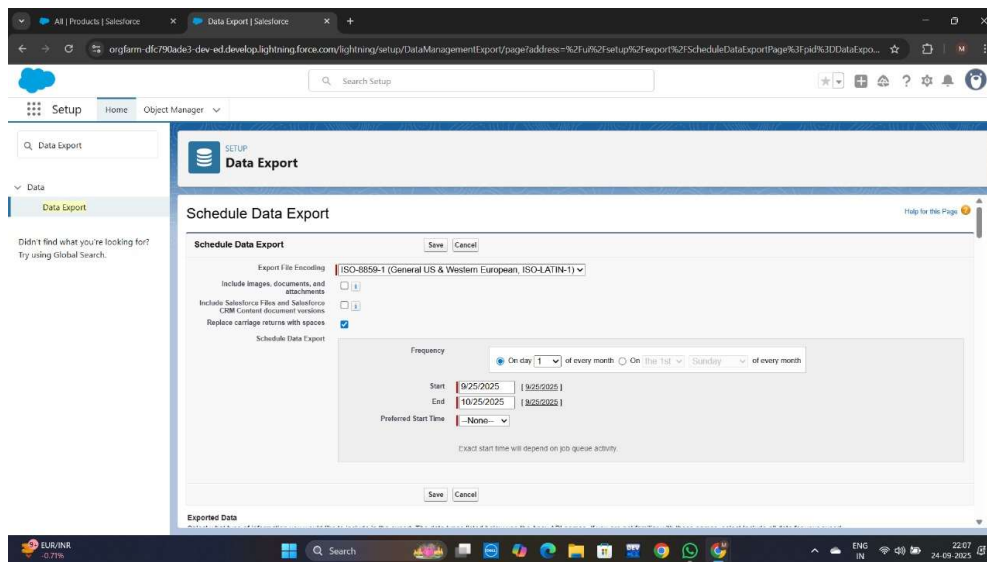 All | Products | Salesforce
Data Export | Salesforce
orgfarm-dfc790ade3-dev-ed.develop.lightning.force.com/lightning/setup/DataManagementExport/page?address=%2Fui%2Fsetup%2Fexport%2FScheduleDataExportPage%3Fpid%3DDataExpo...
M
Search Setup
Setup
Home
Object Manager
Data Export
SETUP
Data Export
Data
Data Export
Didn't find what you're looking for?
Try using Global Search.
Schedule Data Export
Help for this Page
Schedule Data Export
Save Cancel
Export File Encoding ISO-8859-1 (General US & Western European, ISO-LATIN-1)
Include images, documents, and
attachments
Include Salesforce Files and Salesforce
CRM Content document versions
Replace carriage returns with spaces
Schedule Data Export
Frequency On day 1 of every month On the 1st Sunday of every month
Start 9/25/2025 [ 9/25/2025 ]
End 10/25/2025 [ 9/25/2025 ]
Preferred Start Time --None--
Exact start time will depend on job queue activity.
Save Cancel
Exported Data
EUR/INR
-0.71%
Search
ENG
IN
22:07
24-09-2025